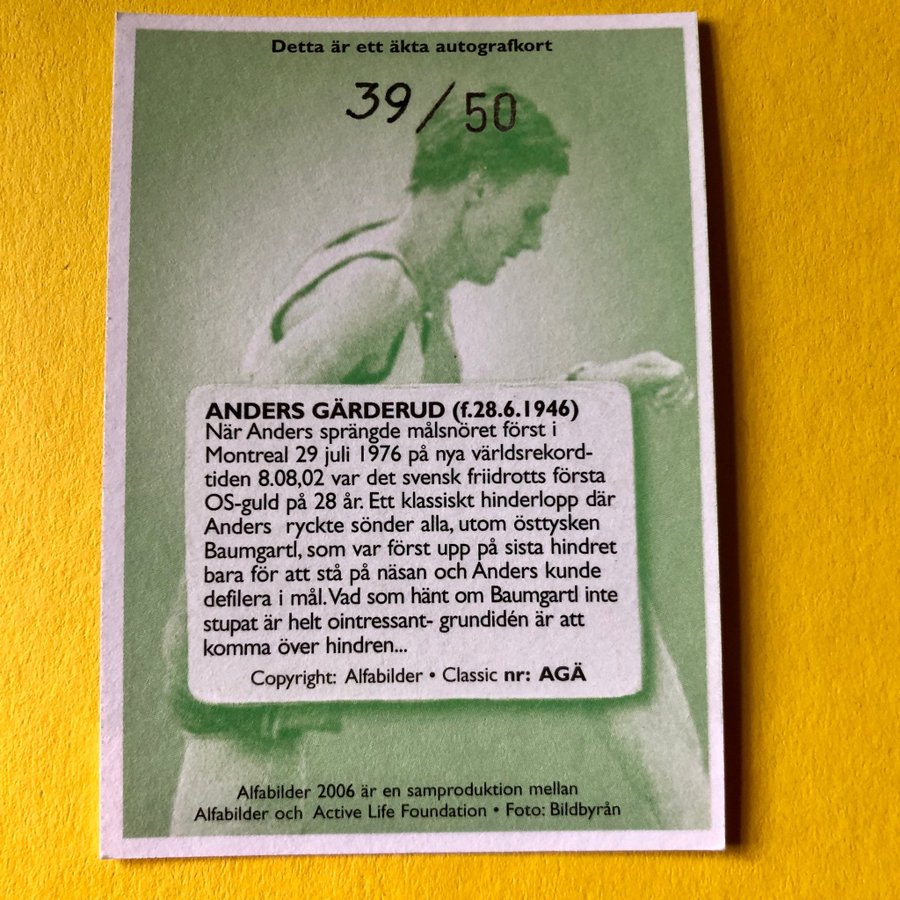 Detta är ett äkta autografkort
39/50
ANDERS GÄRDERUD (f.28.6.1946)
När Anders sprängde målsnöret först i
Montreal 29 juli 1976 på nya världsrekord-
tiden 8.08,02 var det svensk friidrotts första
OS-guld på 28 år. Ett klassiskt hinderlopp där
Anders ryckte sönder alla, utom östtysken
Baumgartl, som var först upp på sista hindret
bara för att stå på näsan och Anders kunde
defilera i mål. Vad som hänt om Baumgartl inte
stupat är helt ointressant- grundidén är att
komma över hindren...
Copyright: Alfabilder • Classic nr: AGÄ
Alfabilder 2006 är en samproduktion mellan
Alfabilder och Active Life Foundation • Foto: Bildbyrån